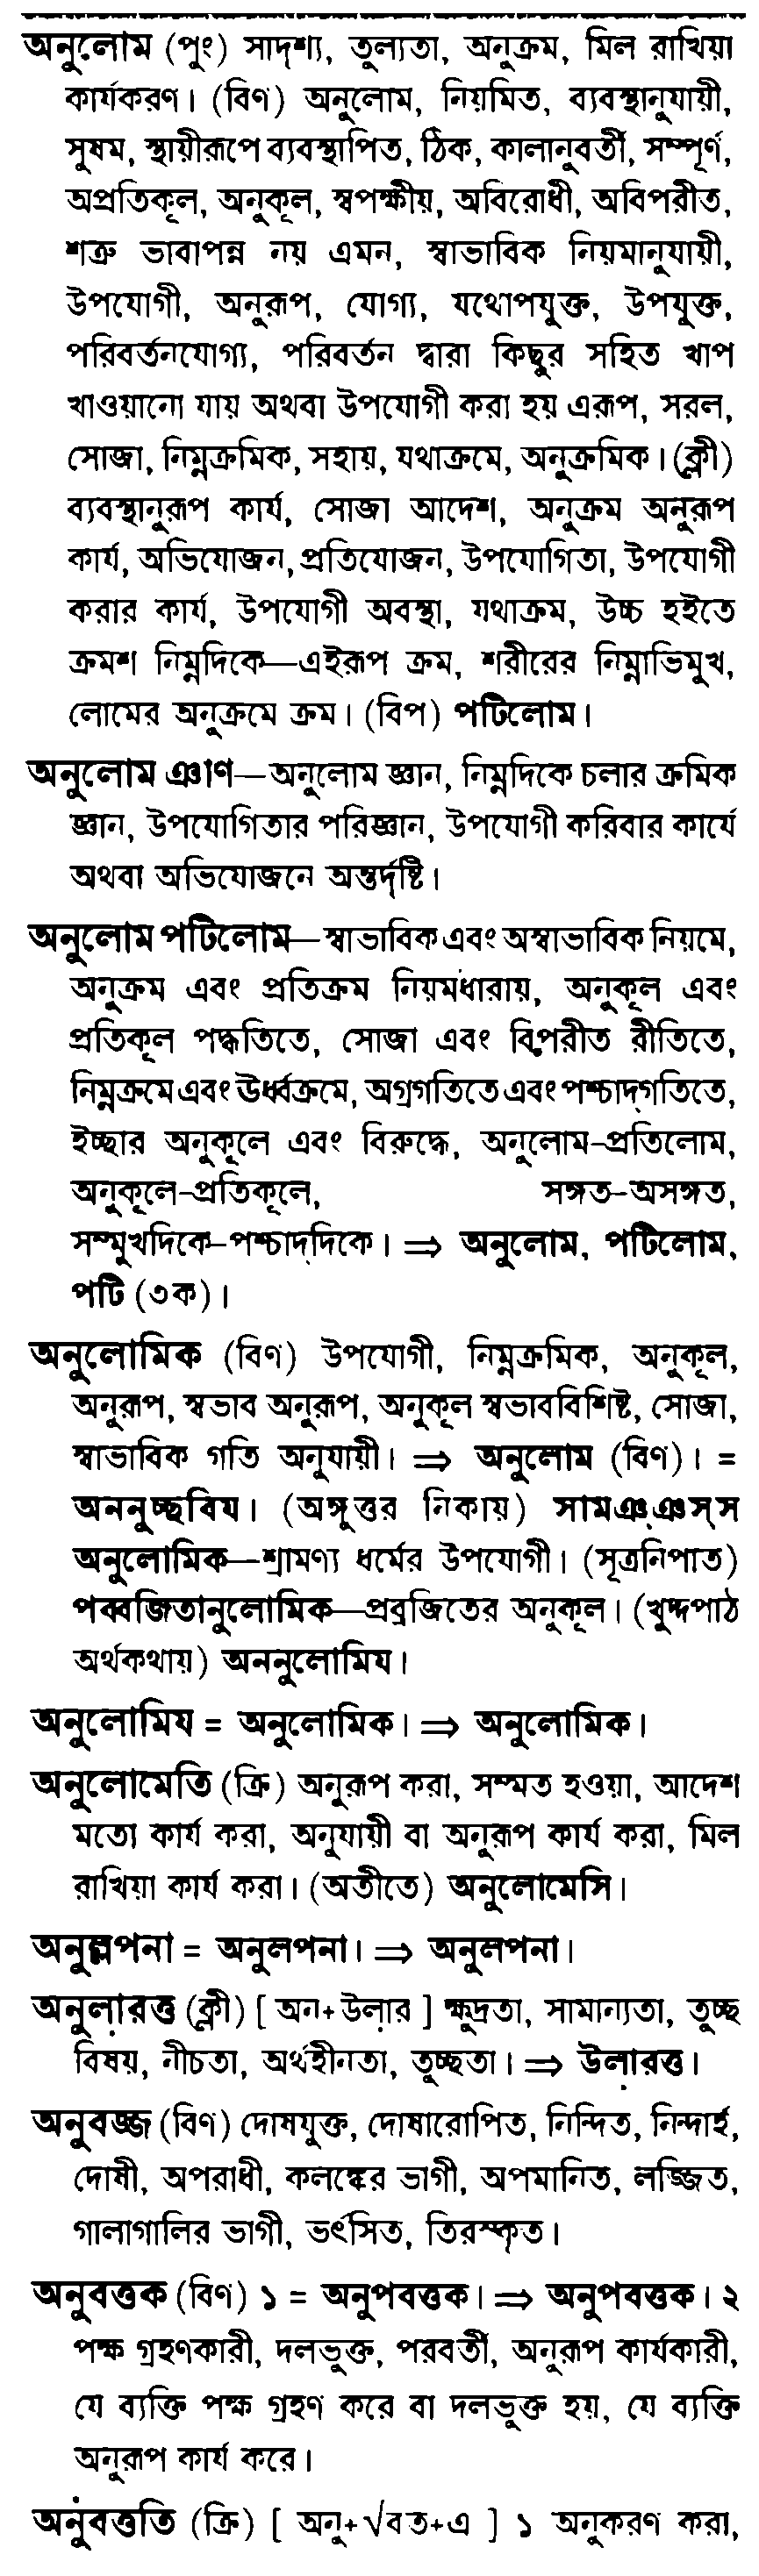 অনুলোম (পুং) সাদৃশ্য, তুল্যতা, অনুক্রম, মিল রাখিয়া
কার্যকরণ। (বিণ) অনুলোম, নিয়মিত, ব্যবস্থানুযায়ী,
সুষম, স্থায়ীরূপে ব্যবস্থাপিত, ঠিক, কালানুবর্তী, সম্পূর্ণ,
অপ্রতিকূল, অনুকূল, স্বপক্ষীয়, অবিরোধী, অবিপরীত,
শত্রু ভাবাপন্ন নয় এমন, স্বাভাবিক নিয়মানুযায়ী,
উপযোগী, অনুরূপ, যোগ্য, যথোপযুক্ত, উপযুক্ত,
পরিবর্তনযোগ্য, পরিবর্তন দ্বারা কিছুর সহিত খাপ
খাওয়ানো যায় অথবা উপযোগী করা হয় এরূপ, সরল,
সোজা, নিম্নক্রমিক, সহায়, যথাক্রমে, অনুক্রমিক। (ক্লী)
ব্যবস্থানুরূপ কার্য, সোজা আদেশ, অনুক্রম অনুরূপ
কার্য, অভিযোজন, প্রতিযোজন, উপযোগিতা, উপযোগী
করার কার্য, উপযোগী অবস্থা, যথাক্রম, উচ্চ হইতে
ক্রমশ নিম্নদিকে—এইরূপ ক্রম, শরীরের নিম্নাভিমুখ,
লোমের অনুক্রমে ক্রম। (বিপ) পটিলোম।
অনুলোম ঞাণ—অনুলোম জ্ঞান, নিম্নদিকে চলার ক্রমিক
জ্ঞান, উপযোগিতার পরিজ্ঞান, উপযোগী করিবার কার্যে
অথবা অভিযোজনে অন্তর্দৃষ্টি।
অনুলোম পটিলোম—স্বাভাবিক এবং অস্বাভাবিক নিয়মে,
অনুক্রম এবং প্রতিক্রম নিয়মধারায়, অনুকূল এবং
প্রতিকূল পদ্ধতিতে, সোজা এবং বিপরীত রীতিতে,
নিম্নক্রমে এবং ঊর্ধ্বক্রমে, অগ্রগতিতে এবং পশ্চাদ্‌গতিতে,
ইচ্ছার অনুকূলে এবং বিরুদ্ধে, অনুলোম-প্রতিলোম,
অনুকূলে-প্রতিকূলে, সঙ্গত-অসঙ্গত,
সম্মুখদিকে-পশ্চাদ্‌দিকে। ⇒ অনুলোম, পটিলোম,
পটি (৩ক)।
অনুলোমিক (বিণ) উপযোগী, নিম্নক্রমিক, অনুকূল,
অনুরূপ, স্বভাব অনুরূপ, অনুকূল স্বভাববিশিষ্ট, সোজা,
স্বাভাবিক গতি অনুযায়ী। ⇒ অনুলোম (বিণ)। =
অননুচ্ছবিয। (অঙ্গুত্তর নিকায়) সামঞ্‌ঞস্‌স
অনুলোমিক—শ্রামণ্য ধর্মের উপযোগী। (সূত্রনিপাত)
পব্বজিতানুলোমিক—প্রব্রজিতের অনুকূল। (খুদ্দপাঠ
অর্থকথায়) অননুলোমিয।
অনুলোমিয = অনুলোমিক। ⇒ অনুলোমিক।
অনুলোমেতি (ক্রি) অনুরূপ করা, সম্মত হওয়া, আদেশ
মতো কার্য করা, অনুযায়ী বা অনুরূপ কার্য করা, মিল
রাখিয়া কার্য করা। (অতীতে) অনুলোমেসি।
অনুল্লপনা = অনুলপনা। ⇒ অনুলপনা।
অনুলা়রত্ত (ক্লী) [ অন+উলা়র ] ক্ষুদ্রতা, সামান্যতা, তুচ্ছ
বিষয়, নীচতা, অর্থহীনতা, তুচ্ছতা। ⇒ উলা়রত্ত।
অনুবজ্জ (বিণ) দোষযুক্ত, দোষারোপিত, নিন্দিত, নিন্দার্হ,
দোষী, অপরাধী, কলঙ্কের ভাগী, অপমানিত, লজ্জিত,
গালাগালির ভাগী, ভর্ৎসিত, তিরস্কৃত।
অনুবত্তক (বিণ) ১ = অনুপবত্তক। ⇒ অনুপবত্তক। ২
পক্ষ গ্রহণকারী, দলভুক্ত, পরবর্তী, অনুরূপ কার্যকারী,
যে ব্যক্তি পক্ষ গ্রহণ করে বা দলভুক্ত হয়, যে ব্যক্তি
অনুরূপ কার্য করে।
অনুবত্ততি (ক্রি) [ অনু+√বত+এ ] ১ অনুকরণ করা,